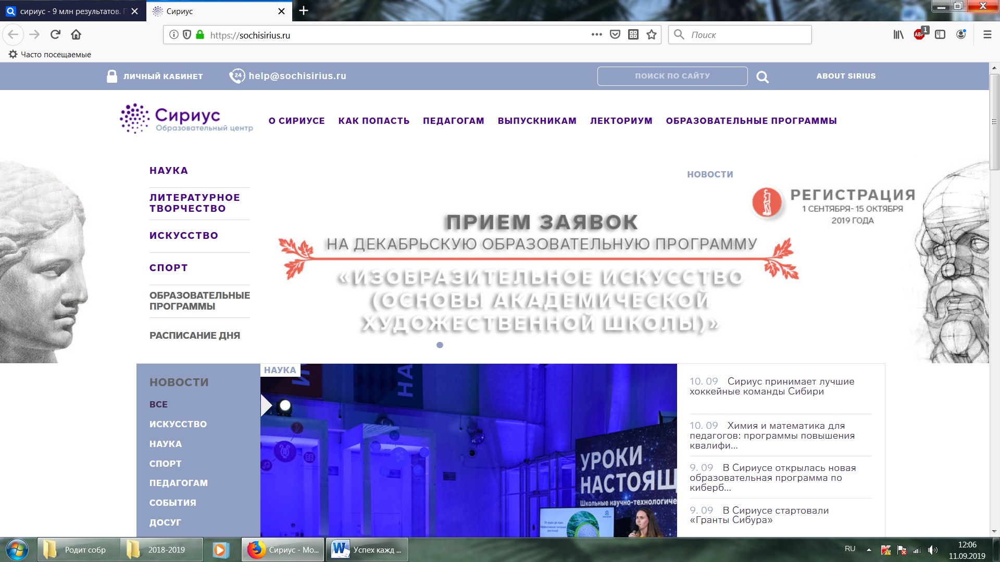 сириус - 9 млн результатов.
Сириус
https://sochisirius.ru
Поиск
ABP
1
Часто посещаемые
ЛИЧНЫЙ КАБИНЕТ
24
help@sochisirius.ru
ПОИСК ПО САЙТУ
ABOUT SIRIUS
Сириус
Образовательный центр
О СИРИУСЕ
КАК ПОПАСТЬ
ПЕДАГОГАМ
ВЫПУСКНИКАМ
ЛЕКТОРИУМ
ОБРАЗОВАТЕЛЬНЫЕ ПРОГРАММЫ
НАУКА
ЛИТЕРАТУРНОЕ
ТВОРЧЕСТВО
ИСКУССТВО
СПОРТ
ОБРАЗОВАТЕЛЬНЫЕ
ПРОГРАММЫ
РАСПИСАНИЕ ДНЯ
НОВОСТИ
РЕГИСТРАЦИЯ
1 СЕНТЯБРЯ- 15 ОКТЯБРЯ
2019 ГОДА
ПРИЕМ ЗАЯВОК
НА ДЕКАБРЬСКУЮ ОБРАЗОВАТЕЛЬНУЮ ПРОГРАММУ
«ИЗОБРАЗИТЕЛЬНОЕ ИСКУССТВО
(ОСНОВЫ АКАДЕМИЧЕСКОЙ
ХУДОЖЕСТВЕННОЙ ШКОЛЫ)»
НОВОСТИ
ВСЕ
ИСКУССТВО
НАУКА
СПОРТ
ПЕДАГОГАМ
СОБЫТИЯ
ДОСУГ
НАУКА
УРОКИ
НАСТОЯЩ
Школьные научно-технологиче
10. 09 Сириус принимает лучшие
хоккейные команды Сибири
10. 09 Химия и математика для
педагогов: программы повышения
квалифи...
9. 09 В Сириусе открылась новая
образовательная программа по
киберб...
9. 09 В Сириусе стартовали
«Гранты Сибура»
Родит собр
2018-2019
Сириус - Mo...
Успех кажд ...
RU
12:06
11.09.2019